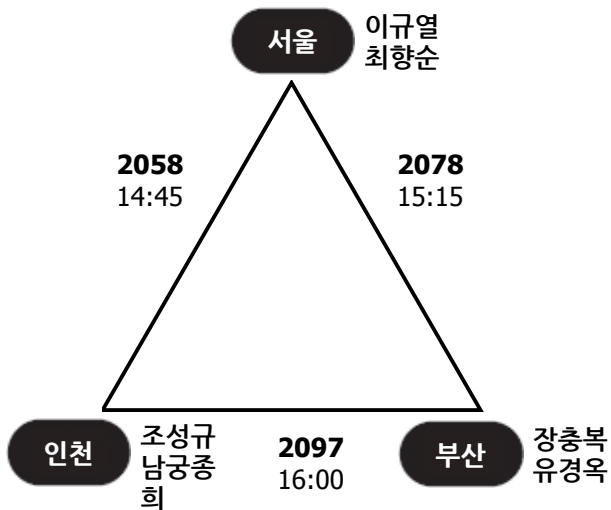 서울
이규열
최향순
2058
14:45
2078
15:15
인천
조성규
남궁종
희
2097
16:00
부산
장충복
유경옥